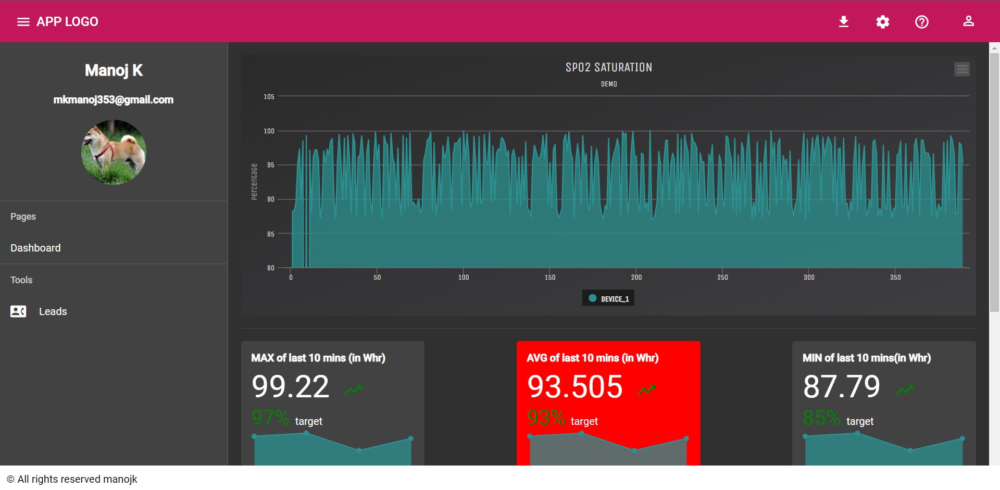 APP LOGO
Manoj K
mkmanoj353@gmail.com
Pages
Dashboard
Tools
Leads
SPO2 SATURATION
DEMO
percentage
105
100
95
90
85
80
0 50 100 150 200 250 300 350
DEVICE_1
MAX of last 10 mins (in Whr)
99.22
97% target
AVG of last 10 mins (in Whr)
93.505
93% target
MIN of last 10 mins(in Whr)
87.79
85% target
© All rights reserved manojk